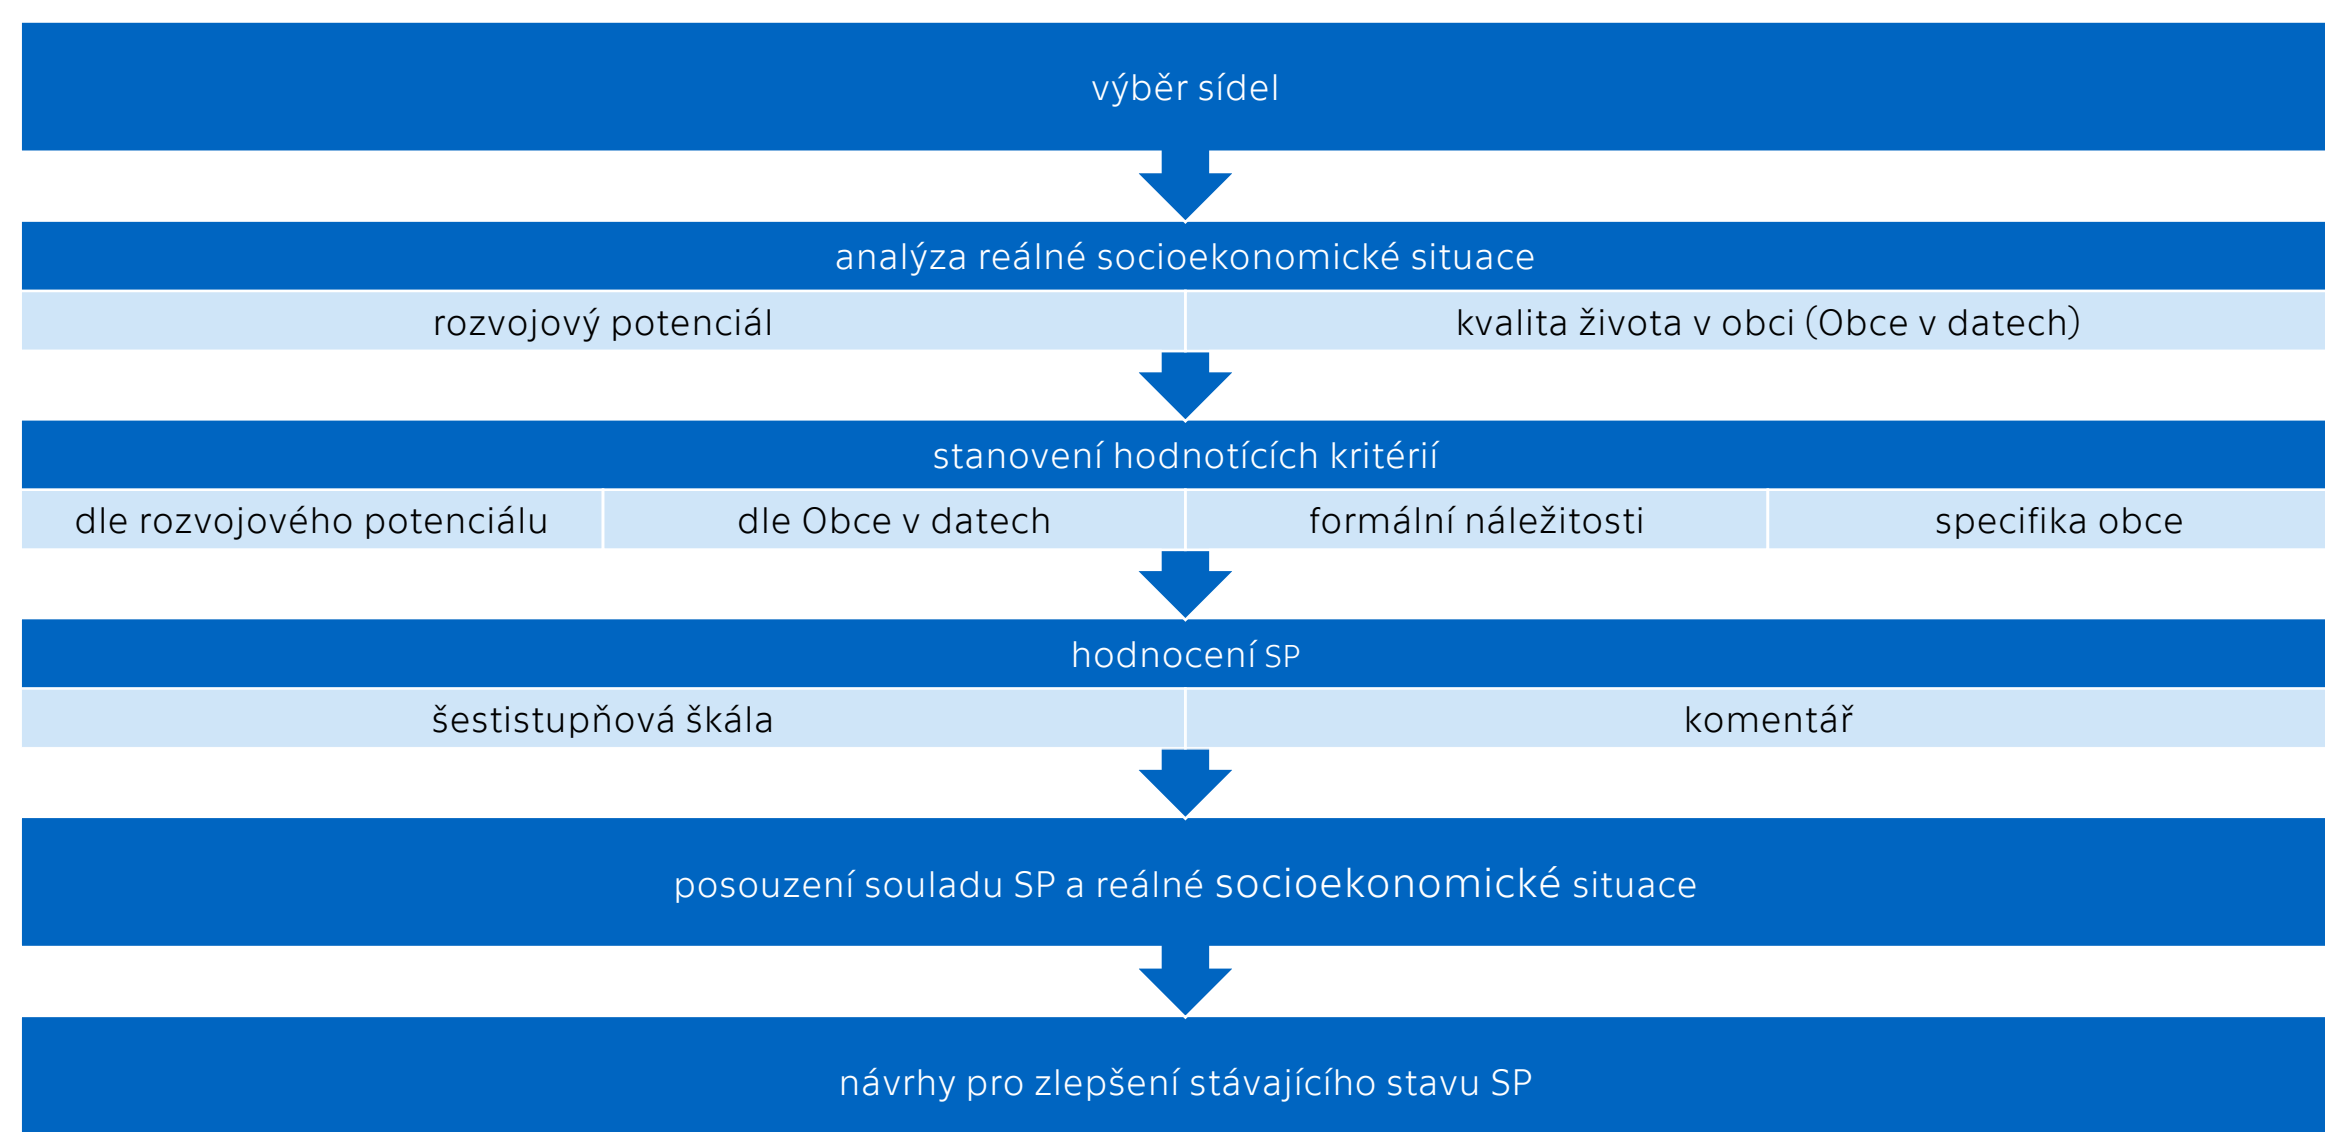 výběr sídel
analýza reálné socioekonomické situace
rozvojový potenciál
kvalita života v obci (Obce v datech)
stanovení hodnotících kritérií
dle rozvojového potenciálu
dle Obce v datech
formální náležitosti
specifika obce
hodnocení SP
šestistupňová škála
komentář
posouzení souladu SP a reálné socioekonomické situace
návrhy pro zlepšení stávajícího stavu SP